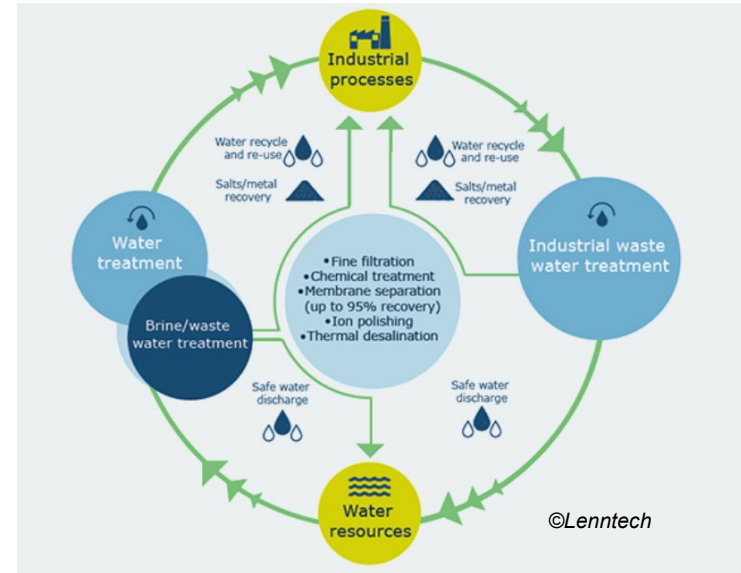 Industrial
processes
Water recycle
and re-use
Salts/metal
recovery
Water recycle
and re-use
Salts/metal
recovery
Water
treatment
Industrial waste
water treatment
•Fine filtration
•Chemical treatment
•Membrane separation
(up to 95% recovery)
•Ion polishing
•Thermal desalination
Brine/waste
water treatment
Safe water
discharge
Safe water
discharge
Water
resources
©Lenntech